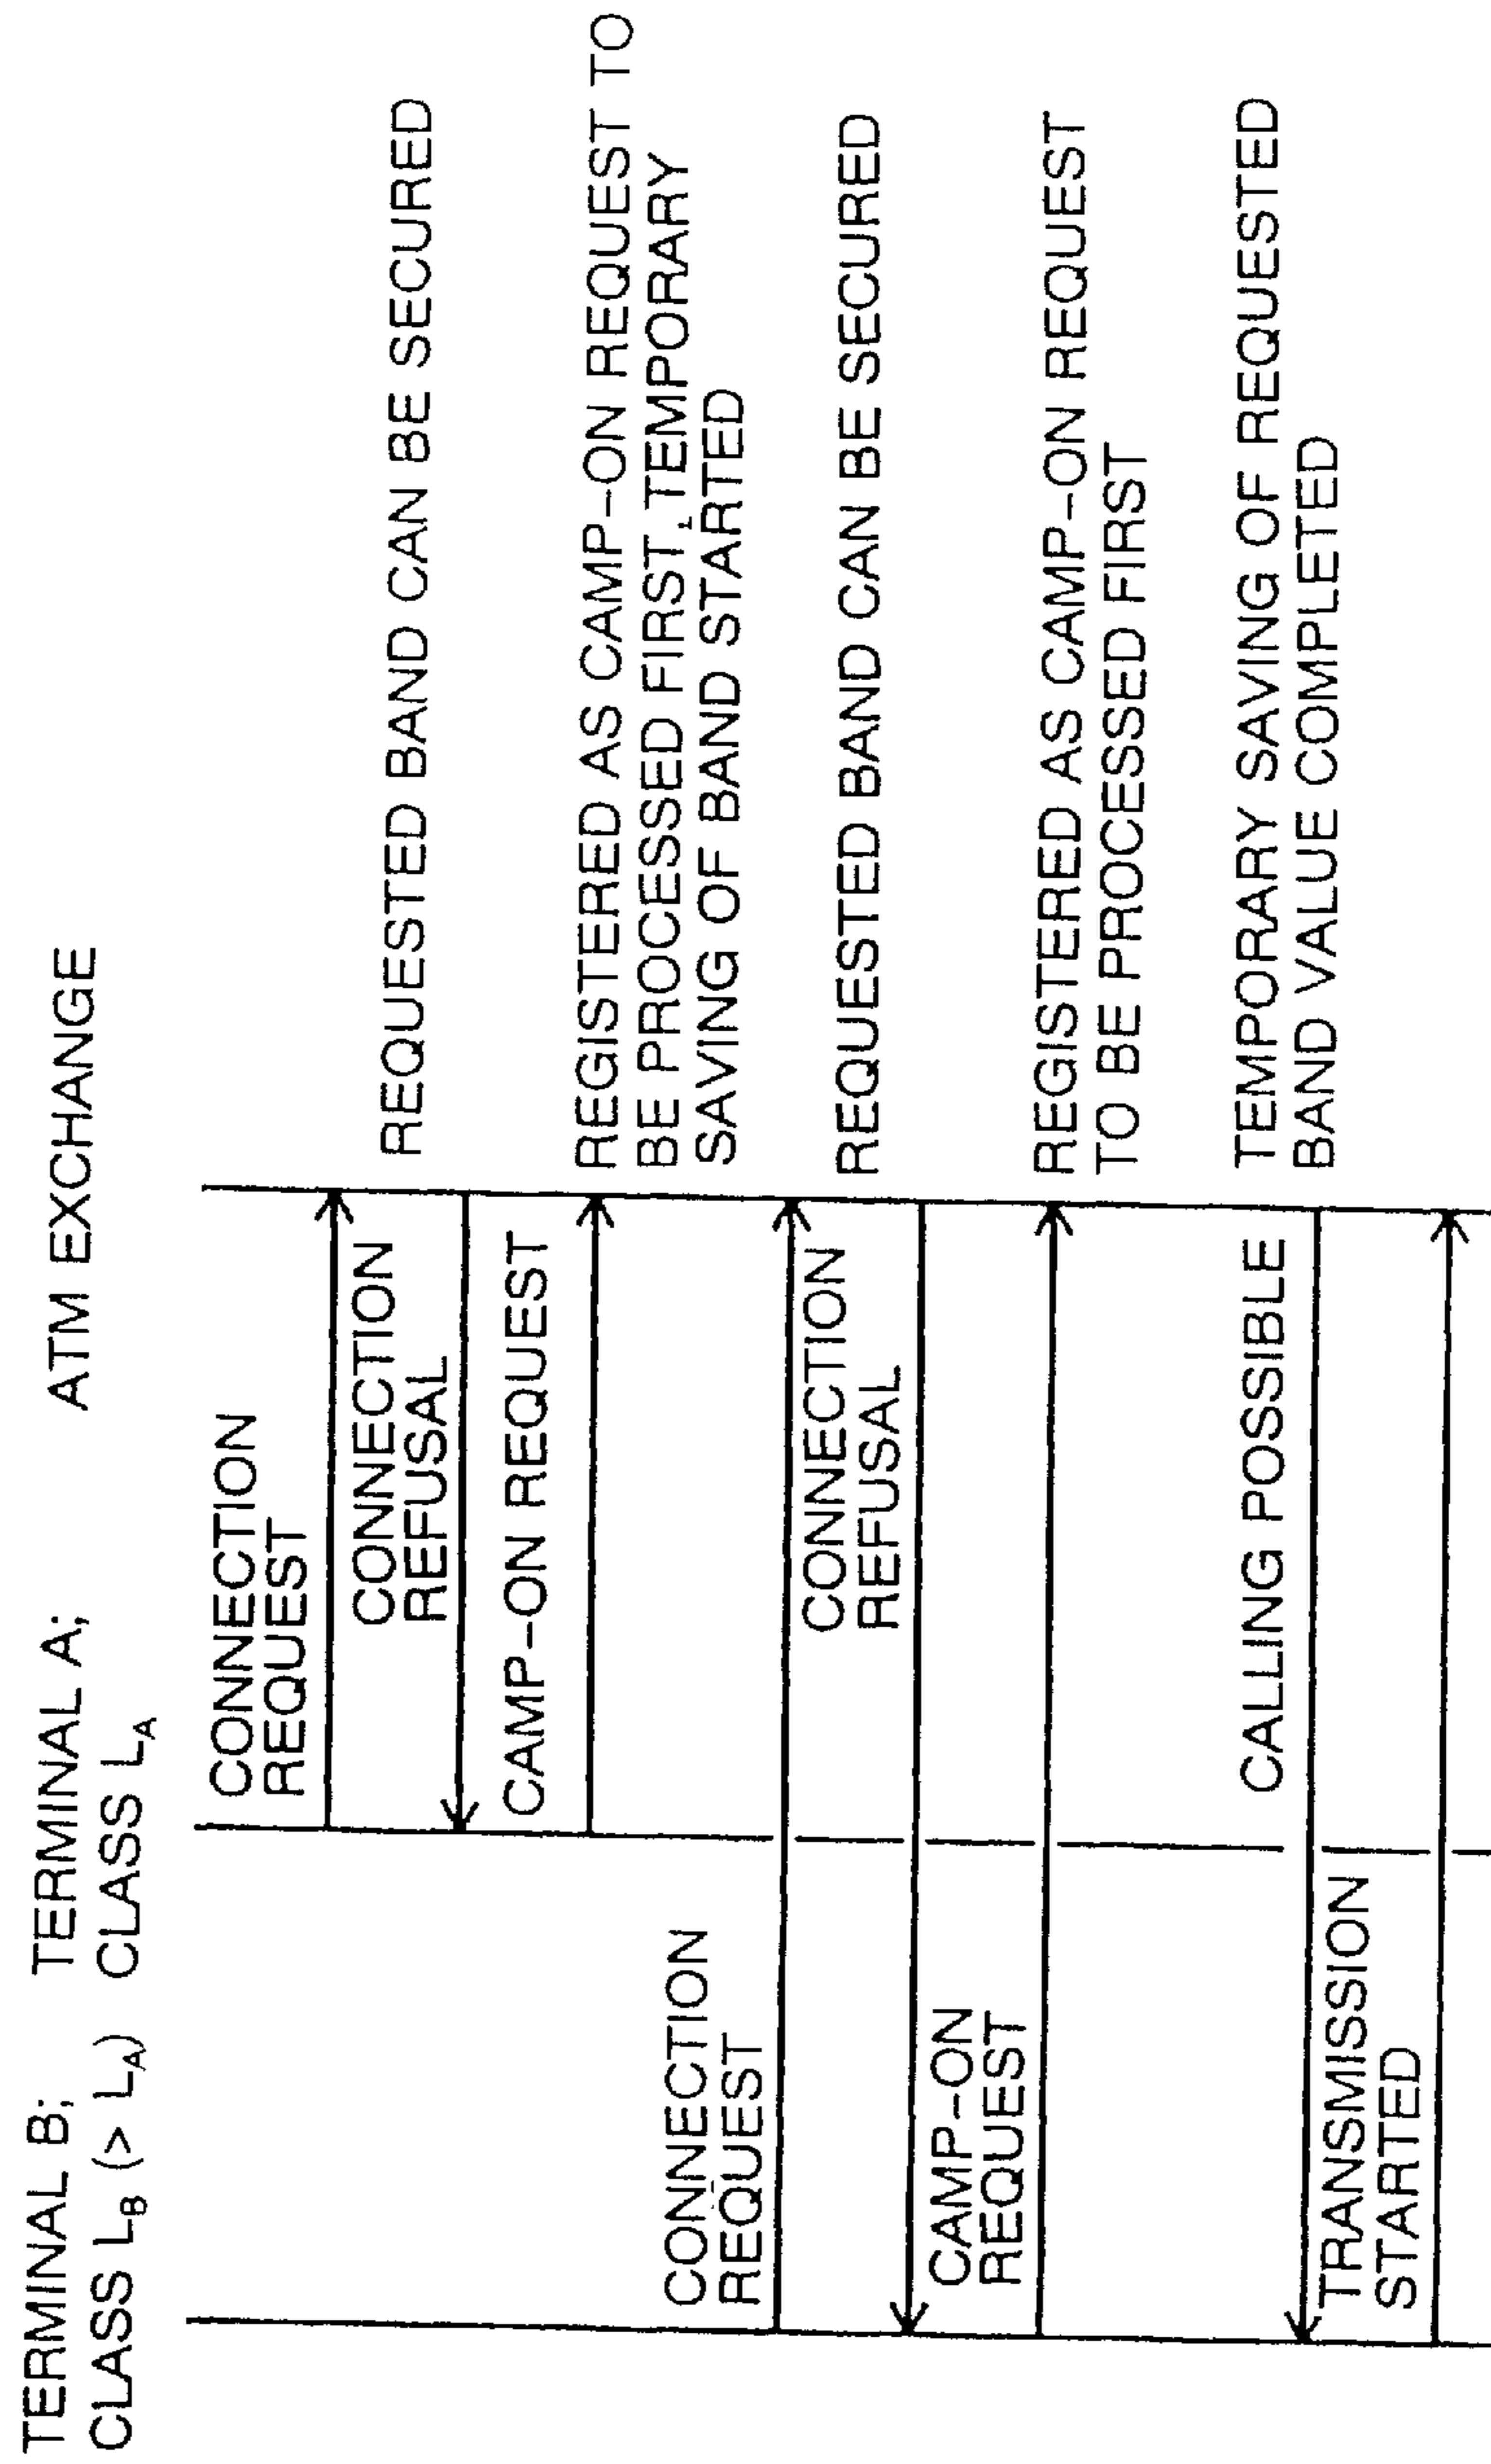 TERMINAL B;
CLASS LB (> LA)
TERMINAL A;
CLASS LA
ATM EXCHANGE
CONNECTION
REQUEST
CONNECTION
REFUSAL
REQUESTED BAND CAN BE SECURED
CAMP-ON REQUEST
REGISTERED AS CAMP-ON REQUEST TO
BE PROCESSED FIRST, TEMPORARY
SAVING OF BAND STARTED
CONNECTION
REQUEST
CONNECTION
REFUSAL
REQUESTED BAND CAN BE SECURED
CAMP-ON
REQUEST
REGISTERED AS CAMP-ON REQUEST
TO BE PROCESSED FIRST
CALLING POSSIBLE
TEMPORARY SAVING OF REQUESTED
BAND VALUE COMPLETED
TRANSMISSION
STARTED